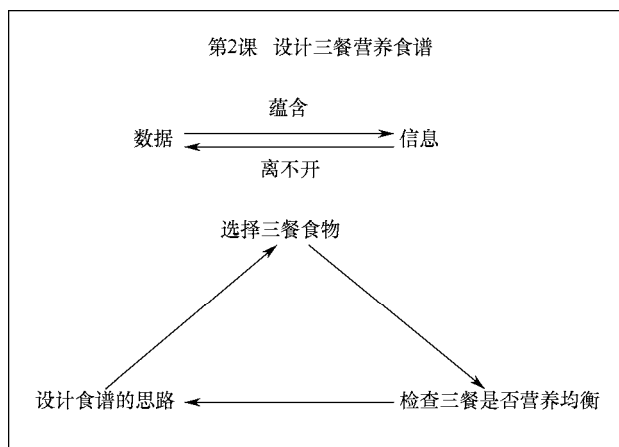 第2课 设计三餐营养食谱
蕴含
数据 信息
离不开
选择三餐食物
设计食谱的思路 检查三餐是否营养均衡